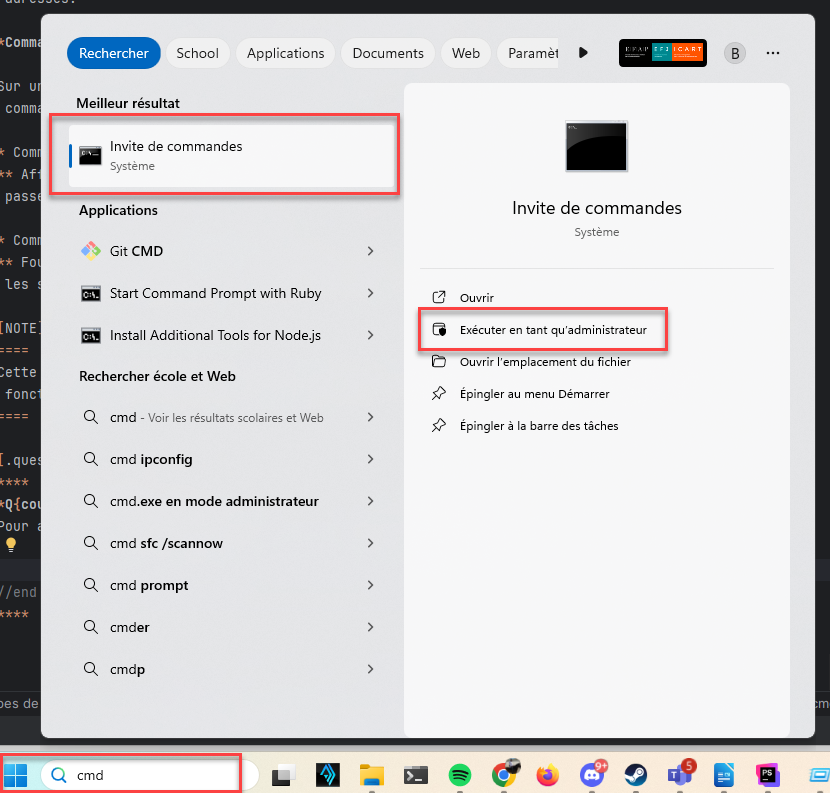 adresses.
*Comma
Rechercher
School
Applications
Documents
Web
Paramèt
EFAP EFJ ICART
B
Sur un
comma
Meilleur résultat
Invite de commandes
Système
* Comm
** Aff
passe
* Comm
** Fou
les s
[NOTE]
====
Cette
fonct
====
[.ques
****
*Q{cou
Pour a
//end
****
Applications
Git CMD
Start Command Prompt with Ruby
Install Additional Tools for Node.js
Rechercher école et Web
cmd - Voir les résultats scolaires et Web
cmd ipconfig
cmd.exe en mode administrateur
cmd sfc /scannow
cmd prompt
cmder
cmdp
Invite de commandes
Système
Ouvrir
Exécuter en tant qu'administrateur
Ouvrir l'emplacement du fichier
Épingler au menu Démarrer
Épingler à la barre des tâches
pes de
cm
cmd
9+
5
PS